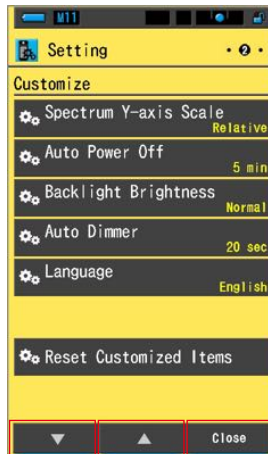 M11
Setting
・❷・
Customize
Spectrum Y-axis Scale
Relative
Auto Power Off
5 min
Backlight Brightness
Normal
Auto Dimmer
20 sec
Language
English
Reset Customized Items
▼ ▲ Close